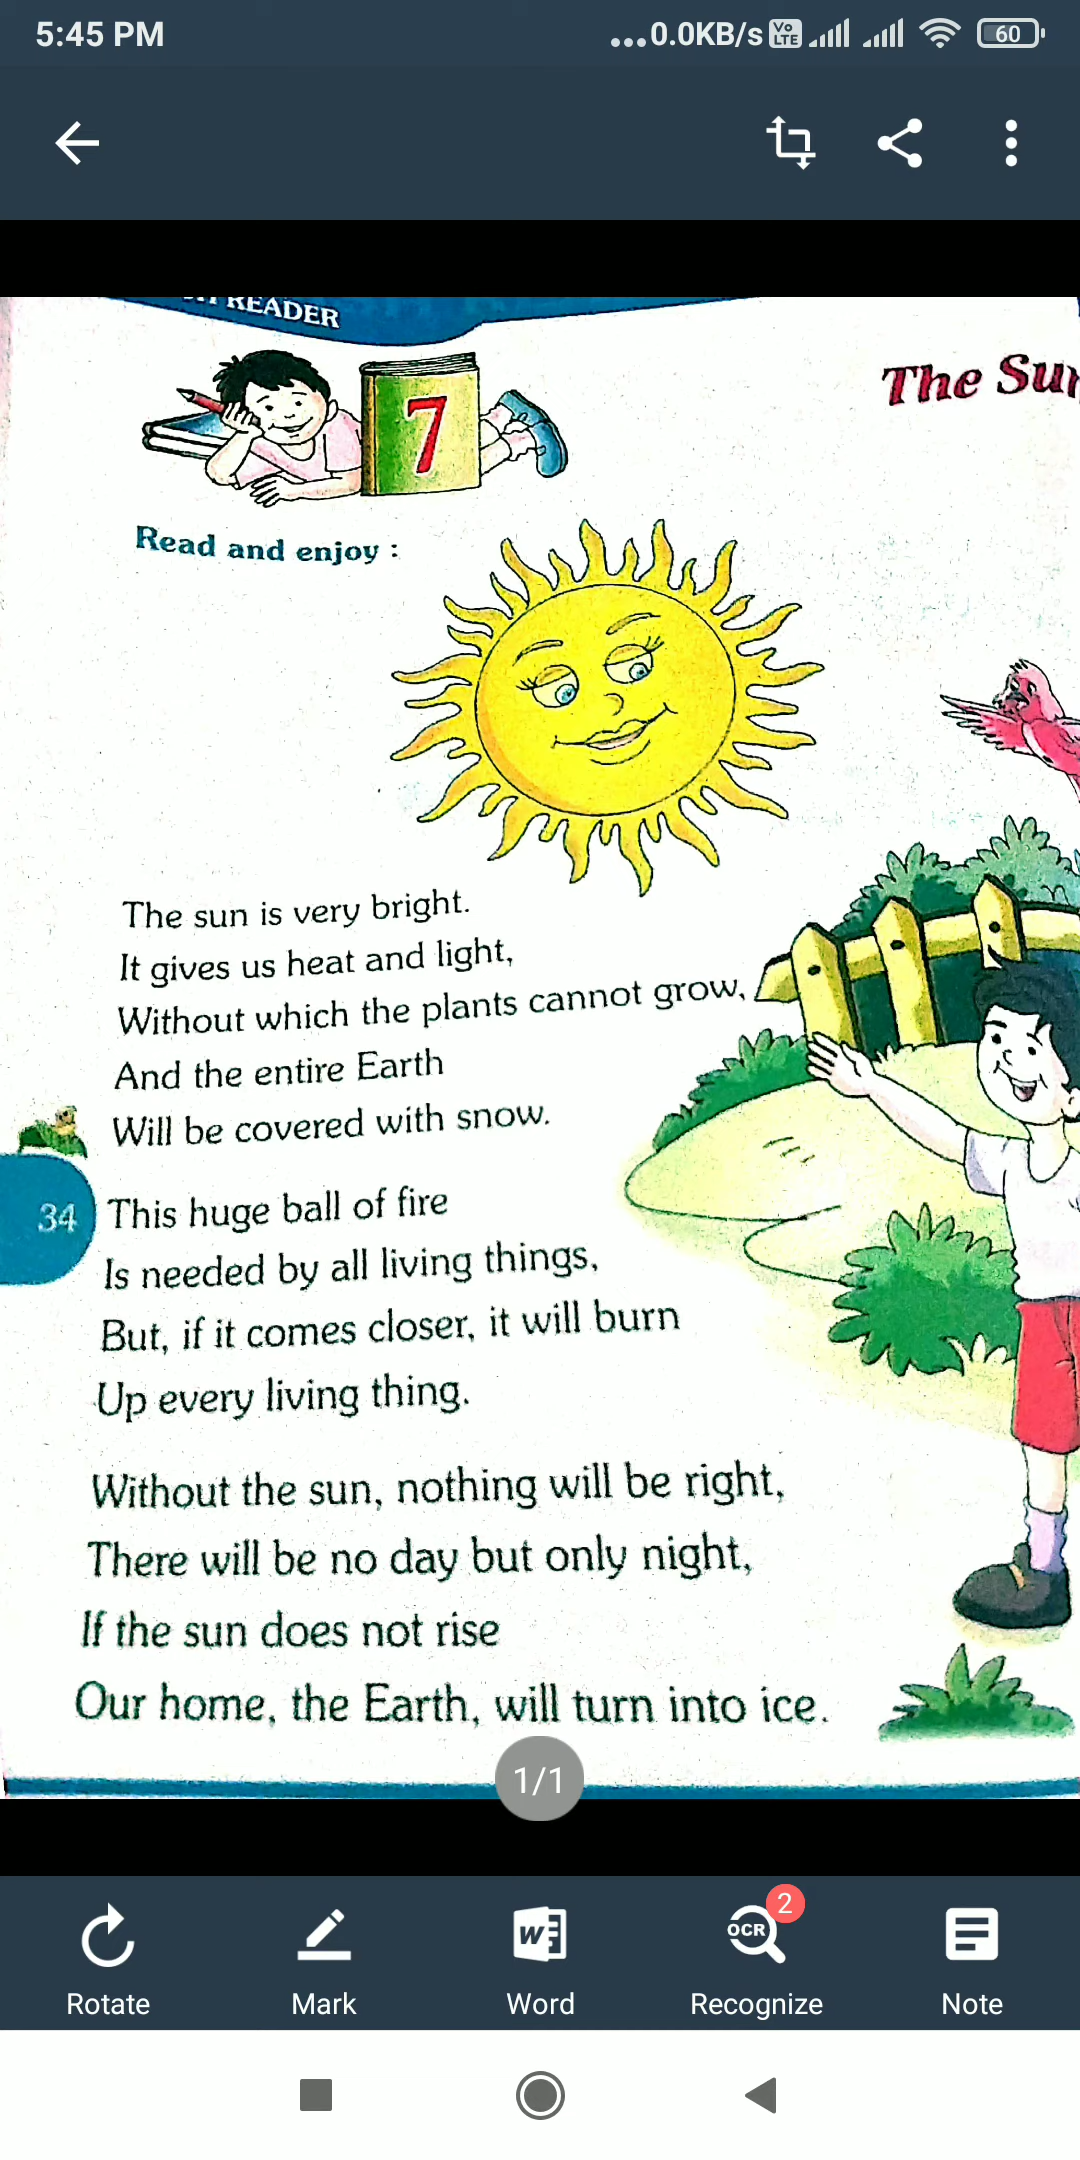 5:45 PM
...0.0KB/s Vo LTE 60
READER
7
The Sun
Read and enjoy :
The sun is very bright.
It gives us heat and light,
Without which the plants cannot grow,
And the entire Earth
Will be covered with snow.
34
This huge ball of fire
Is needed by all living things,
But, if it comes closer, it will burn
Up every living thing.
Without the sun, nothing will be right,
There will be no day but only night,
If the sun does not rise
Our home, the Earth, will turn into ice.
1/1
W
OCR 2
Rotate Mark Word Recognize Note